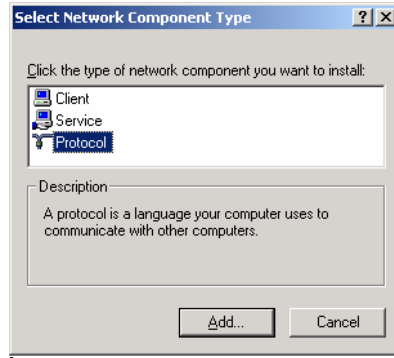 Select Network Component Type
Click the type of network component you want to install:
Client
Service
Protocol
Description
A protocol is a language your computer uses to
communicate with other computers.
Add...
Cancel